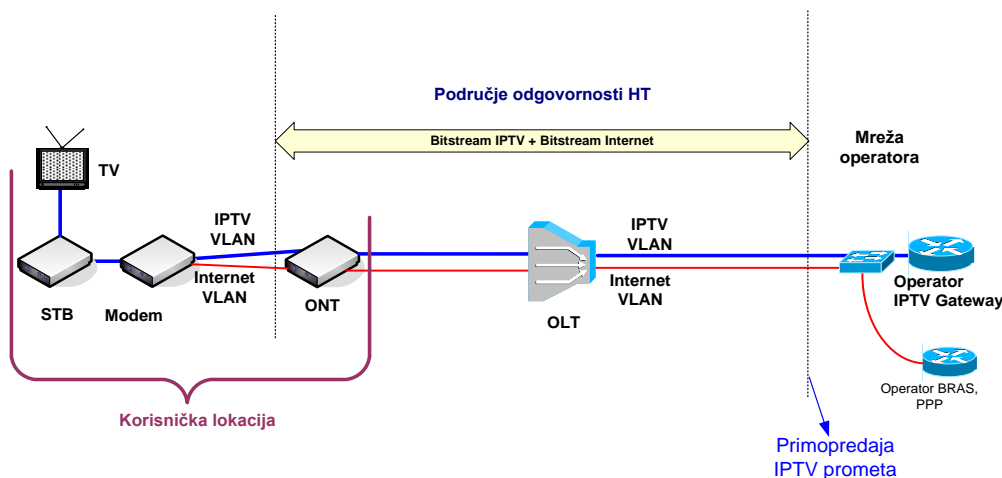 Područje odgovornosti HT
Bitstream IPTV + Bitstream Internet
Mreža
operatora
TV
IPTV
VLAN
Internet
VLAN
STB
Modem
ONT
OLT
IPTV
VLAN
Internet
VLAN
Operator
IPTV Gateway
Operator BRAS,
PPP
Korisnička lokacija
Primopredaja
IPTV prometa